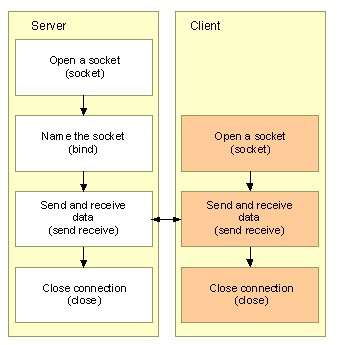 Server
Open a socket
(socket)
Name the socket
(bind)
Send and receive
data
(send receive)
Close connection
(close)
Client
Open a socket
(socket)
Send and receive
data
(send receive)
Close connection
(close)